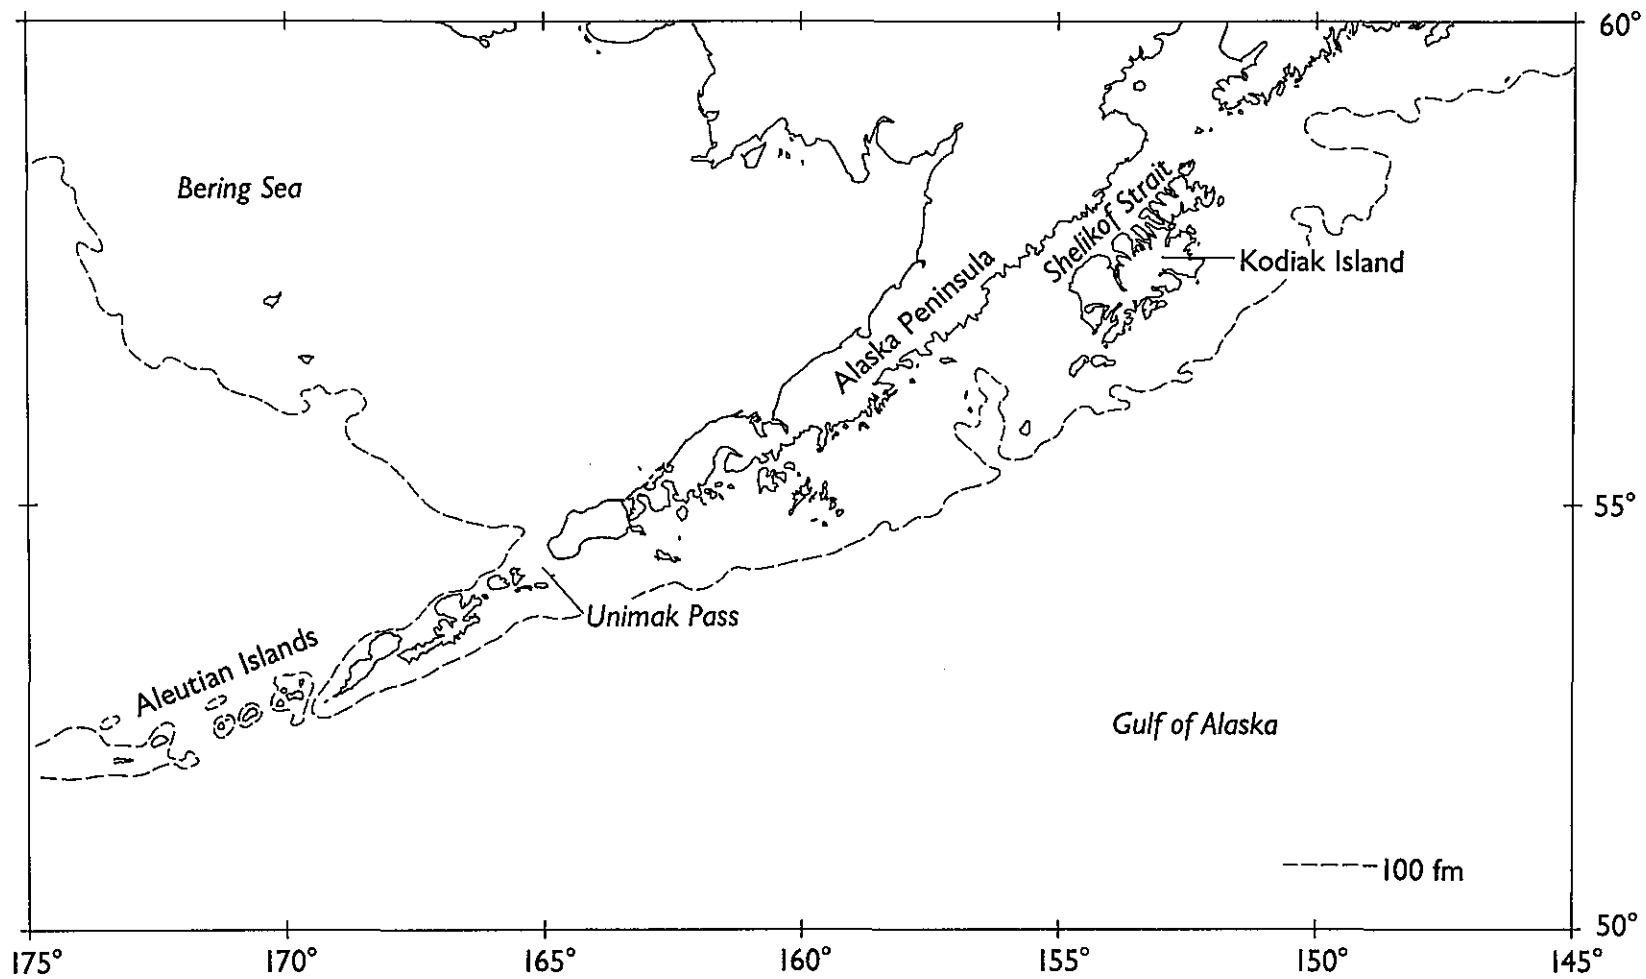 60°
Bering Sea
Shelikof Strait
Kodiak Island
Alaska Peninsula
55°
Unimak Pass
Aleutian Islands
Gulf of Alaska
100 fm
50°
175°
170°
165°
160°
155°
150°
145°